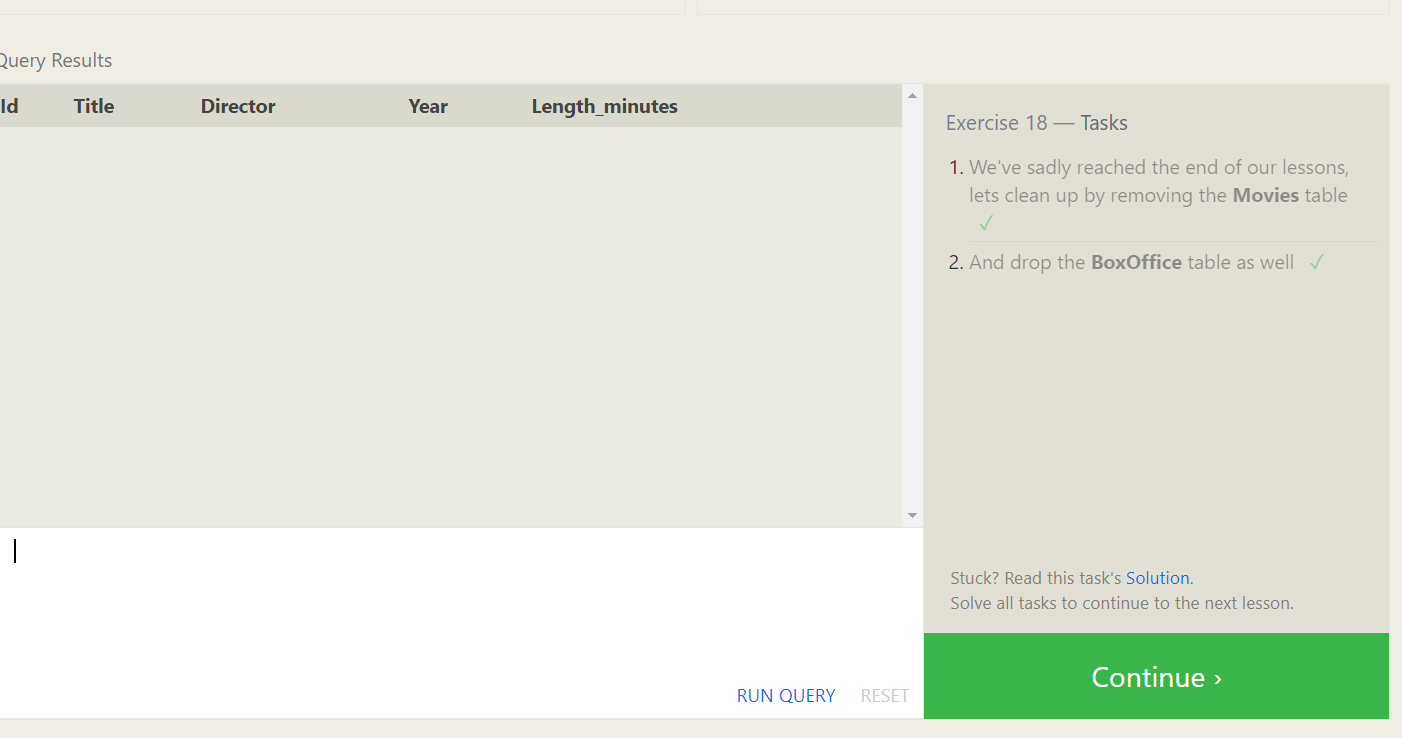 Query Results
Id Title Director Year Length_minutes
Exercise 18 — Tasks
1. We've sadly reached the end of our lessons,
lets clean up by removing the Movies table
✓
2. And drop the BoxOffice table as well ✓
Stuck? Read this task's Solution.
Solve all tasks to continue to the next lesson.
RUN QUERY RESET
Continue ›